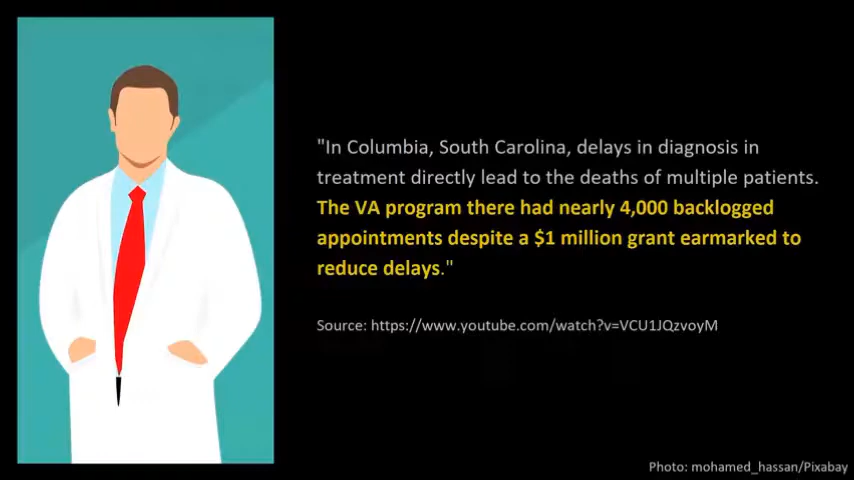 "In Columbia, South Carolina, delays in diagnosis in
treatment directly lead to the deaths of multiple patients.
The VA program there had nearly 4,000 backlogged
appointments despite a $1 million grant earmarked to
reduce delays."
Source: https://www.youtube.com/watch?v=VCU1JQzvoyM
Photo: mohamed_hassan/Pixabay